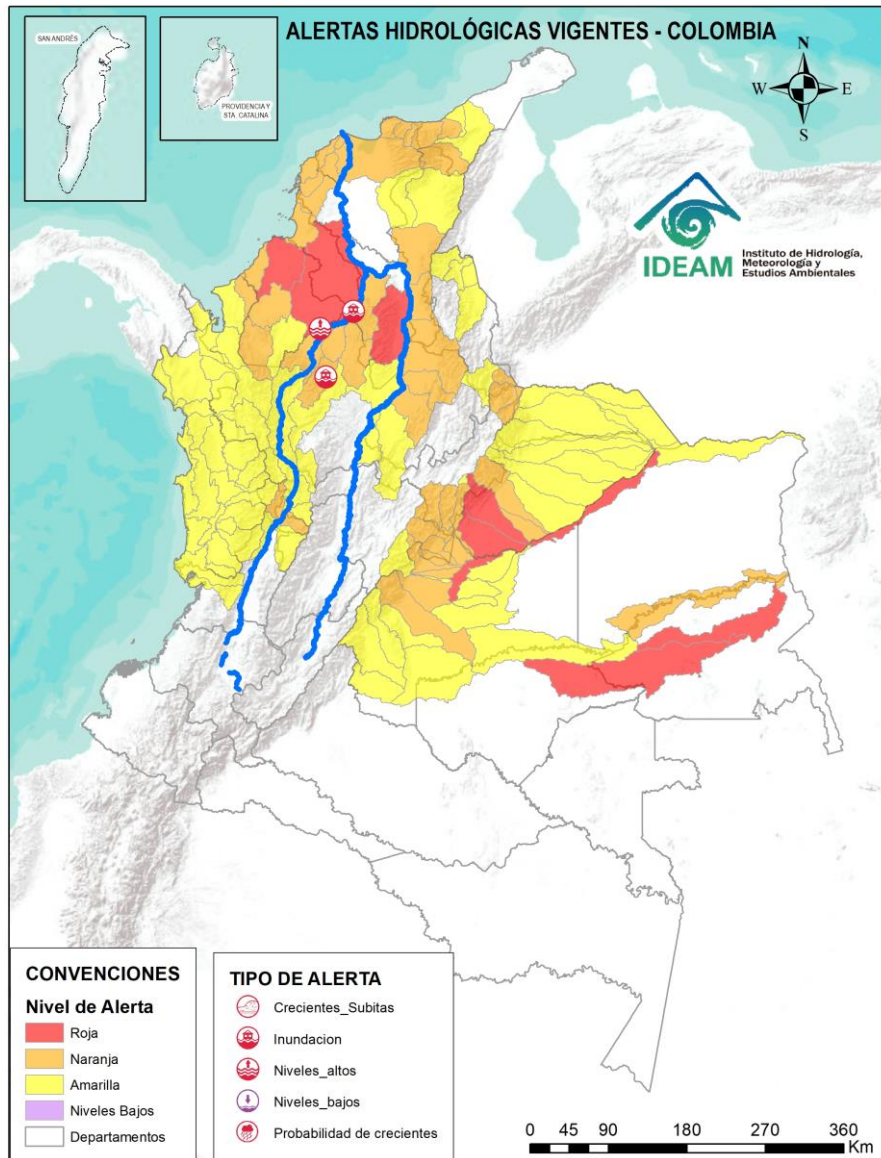 ALERTAS HIDROLÓGICAS VIGENTES - COLOMBIA
SAN ANDRÉS
PROVIDENCIA Y
STA. CATALINA
N
W
E
S
IDEAM
Instituto de Hidrología,
Meteorología y
Estudios Ambientales
CONVENCIONES
Nivel de Alerta
Roja
Naranja
Amarilla
Niveles Bajos
Departamentos
TIPO DE ALERTA
Crecientes_Subitas
Inundacion
Niveles_altos
Niveles_bajos
Probabilidad de crecientes
0 45 90 180 270 360
Km